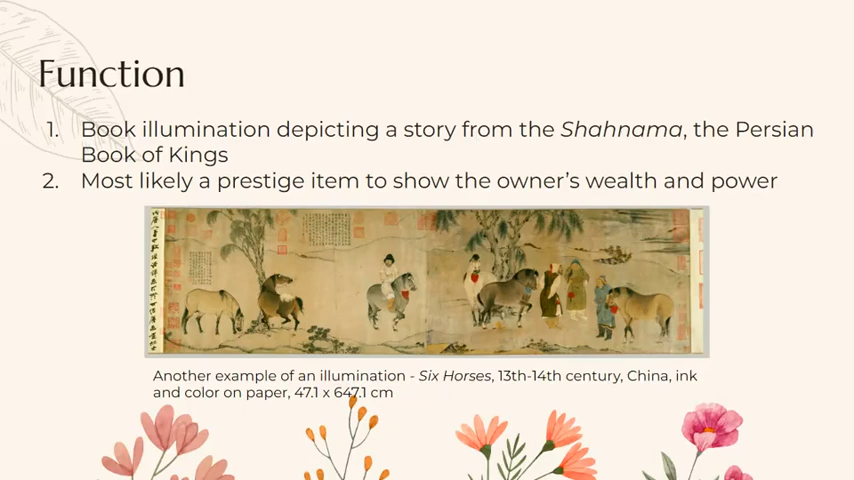 Function
1. Book illumination depicting a story from the Shahnama, the Persian
Book of Kings
2. Most likely a prestige item to show the owner's wealth and power
Another example of an illumination - Six Horses, 13th-14th century, China, ink
and color on paper, 47.1 x 647.1 cm